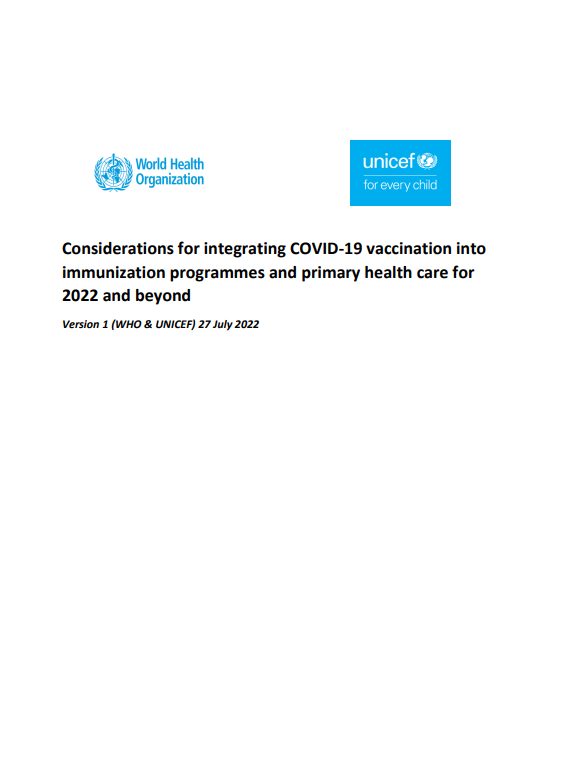 World Health
Organization
unicef
for every child
Considerations for integrating COVID-19 vaccination into
immunization programmes and primary health care for
2022 and beyond
Version 1 (WHO & UNICEF) 27 July 2022